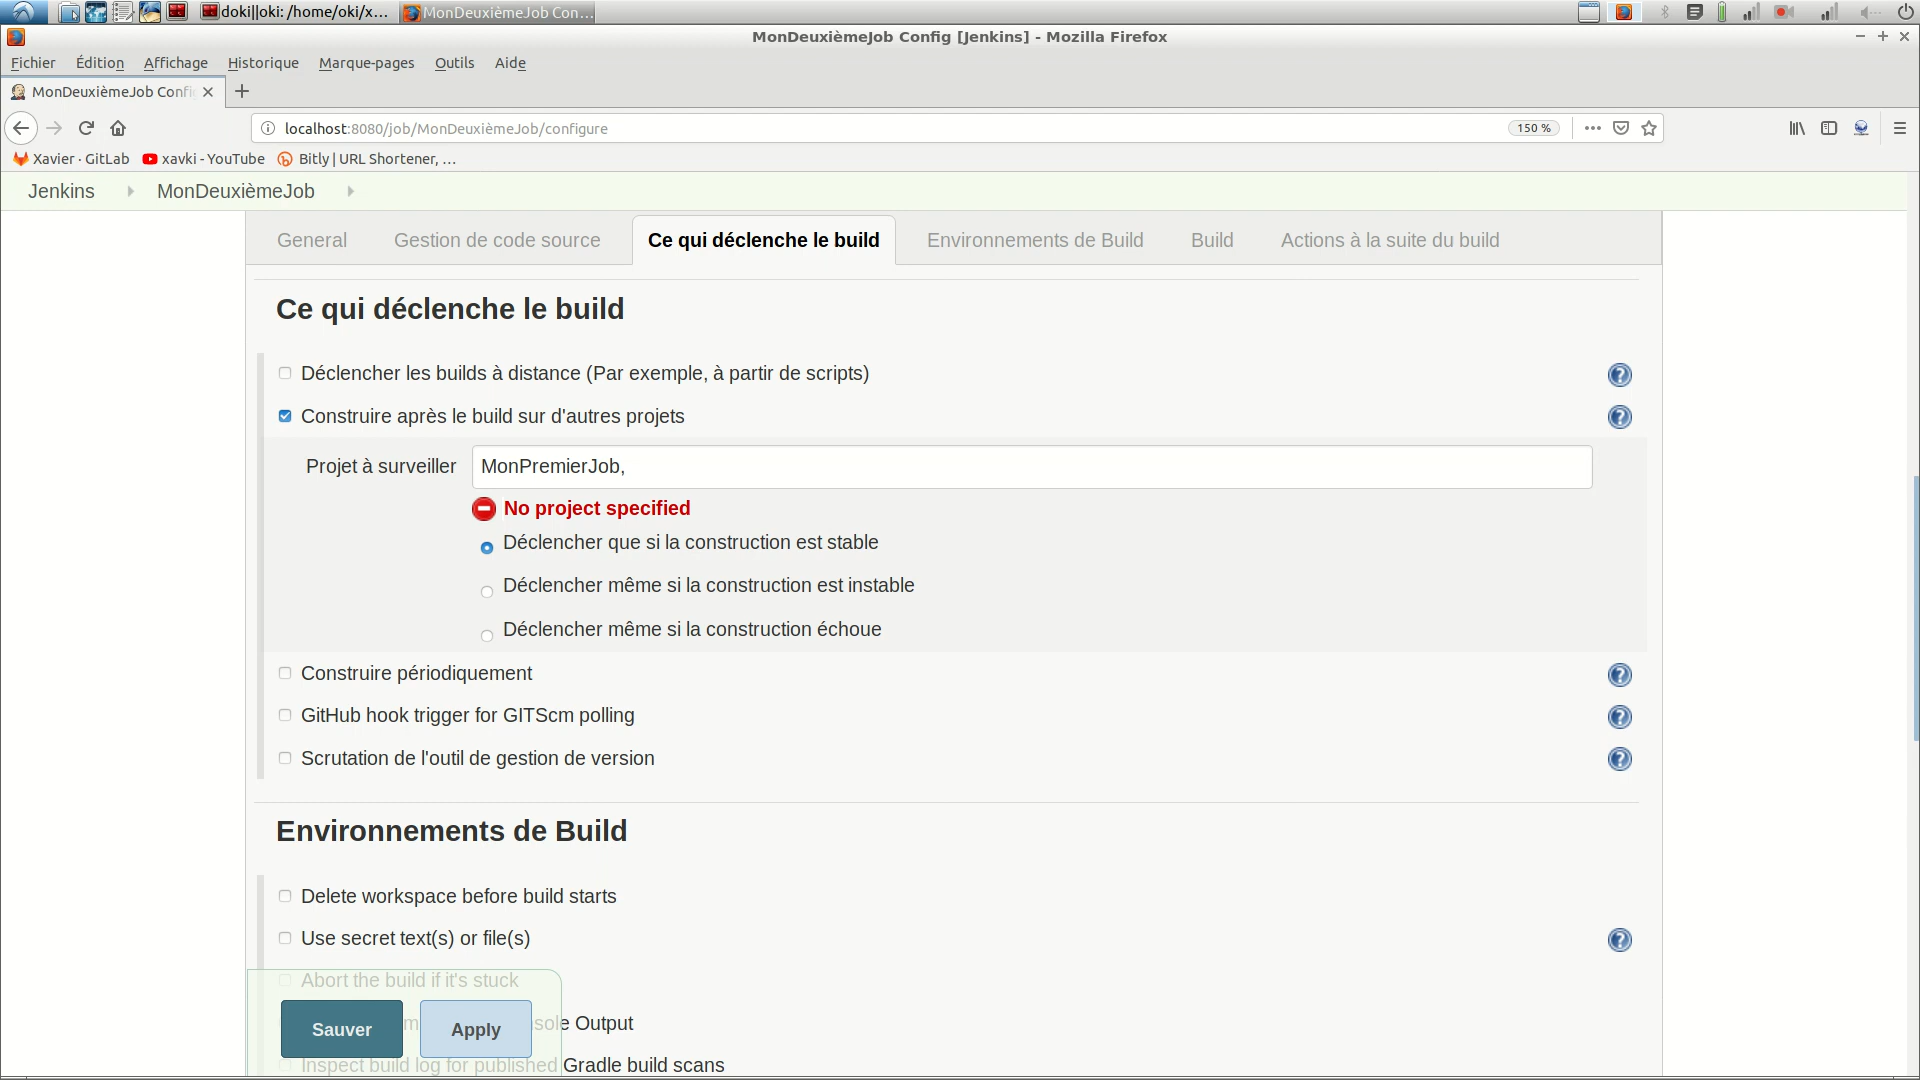 doki||oki: /home/oki/x...
MonDeuxièmeJob Con...
MonDeuxièmeJob Config [Jenkins] - Mozilla Firefox
Fichier Édition Affichage Historique Marque-pages Outils Aide
MonDeuxièmeJob Confi
localhost:8080/job/MonDeuxièmeJob/configure
150 %
Xavier · GitLab
xavki - YouTube
Bitly | URL Shortener, ...
Jenkins
MonDeuxièmeJob
General
Gestion de code source
Ce qui déclenche le build
Environnements de Build
Build
Actions à la suite du build
Ce qui déclenche le build
Déclencher les builds à distance (Par exemple, à partir de scripts)
Construire après le build sur d'autres projets
Projet à surveiller
MonPremierJob,
No project specified
Déclencher que si la construction est stable
Déclencher même si la construction est instable
Déclencher même si la construction échoue
Construire périodiquement
GitHub hook trigger for GITScm polling
Scrutation de l'outil de gestion de version
Environnements de Build
Delete workspace before build starts
Use secret text(s) or file(s)
Abort the build if it's stuck
Sauver
Apply
e Output
Inspect build log for published Gradle build scans